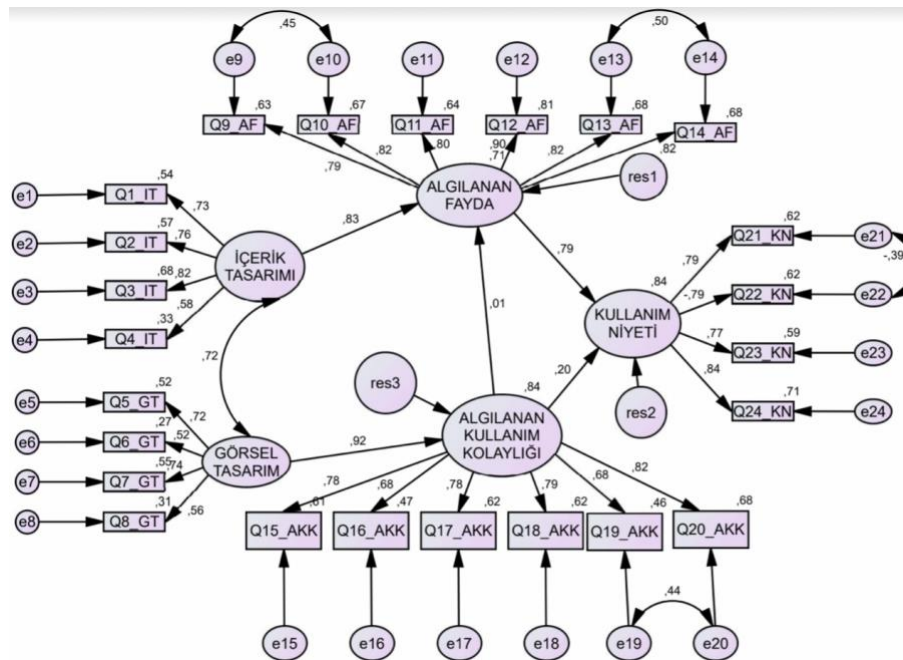 ,45
,50
e9
e10
e11
e12
e13
e14
,63
,67
,64
,81
,68
,68
Q9_AF
Q10_AF
Q11_AF
Q12_AF
Q13_AF
Q14_AF
,79
,82
,80
,90
,71
,82
,82
ALGILANAN
FAYDA
res1
e1
Q1_IT
,54
,73
e2
Q2_IT
,57
,76
e3
Q3_IT
,68
,82
e4
Q4_IT
,33
,58
İÇERİK
TASARIMI
,83
,79
,01
,72
,84
KULLANIM
NİYETİ
,20
res2
,79
Q21_KN
,62
e21
-,39
-,79
Q22_KN
,62
e22
,77
Q23_KN
,59
e23
,84
Q24_KN
,71
e24
res3
,84
ALGILANAN
KULLANIM
KOLAYLIĞI
e5
Q5_GT
,52
,72
e6
Q6_GT
,27
,52
e7
Q7_GT
,55
,74
e8
Q8_GT
,31
,56
GÖRSEL
TASARIM
,92
,78
,68
,78
,79
,68
,82
,61
,47
,62
,62
,46
,68
Q15_AKK
Q16_AKK
Q17_AKK
Q18_AKK
Q19_AKK
Q20_AKK
,44
e15
e16
e17
e18
e19
e20